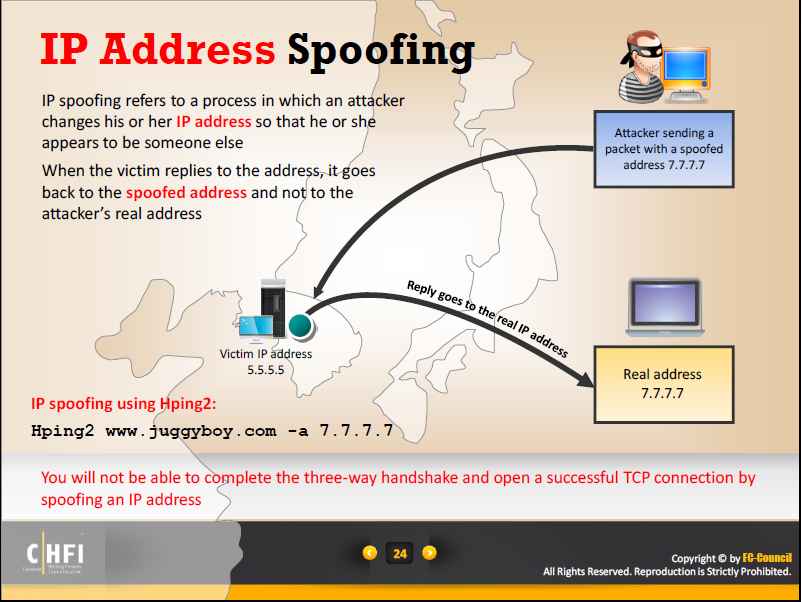 IP Address Spoofing
IP spoofing refers to a process in which an attacker
changes his or her IP address so that he or she
appears to be someone else
When the victim replies to the address, it goes
back to the spoofed address and not to the
attacker's real address
Attacker sending a
packet with a spoofed
address 7.7.7.7
Reply goes to the real IP address
Victim IP address
5.5.5.5
Real address
7.7.7.7
IP spoofing using Hping2:
Hping2 www.juggyboy.com -a 7.7.7.7
You will not be able to complete the three-way handshake and open a successful TCP connection by
spoofing an IP address
CHFI
24
Copyright © by EC-Council
All Rights Reserved. Reproduction is Strictly Prohibited.